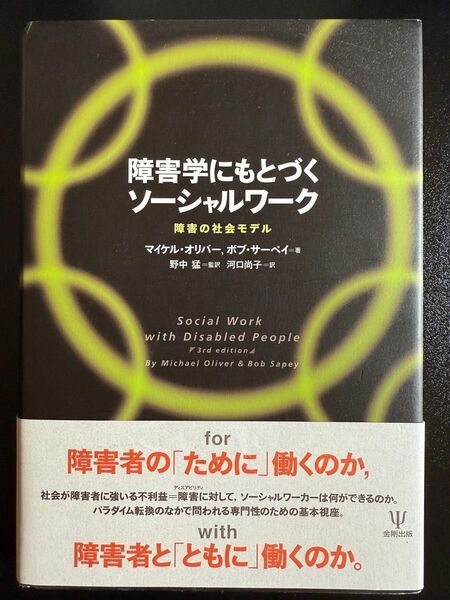 障害学にもとづく
ソーシャルワーク
障害の社会モデル
マイケル・オリバー, ボブ・サーペイ=著
野中 猛=監訳 河口尚子=訳
Social Work
with Disabled People
3rd edition
By Michael Oliver & Bob Sapey
for
障害者の「ために」働くのか,
ディスアビリティ
社会が障害者に強いる不利益=障害に対して, ソーシャルワーカーは何ができるのか。
パラダイム転換のなかで問われる専門性のための基本視座。
with
障害者と「ともに」働くのか。
金剛出版